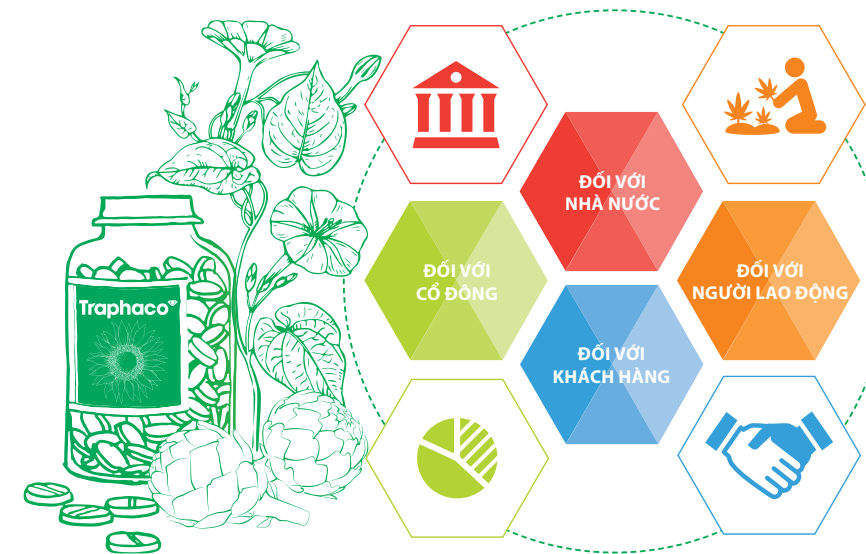 Traphaco
ĐỐI VỚI
NHÀ NƯỚC
ĐỐI VỚI
CỔ ĐÔNG
ĐỐI VỚI
NGƯỜI LAO ĐỘNG
ĐỐI VỚI
KHÁCH HÀNG